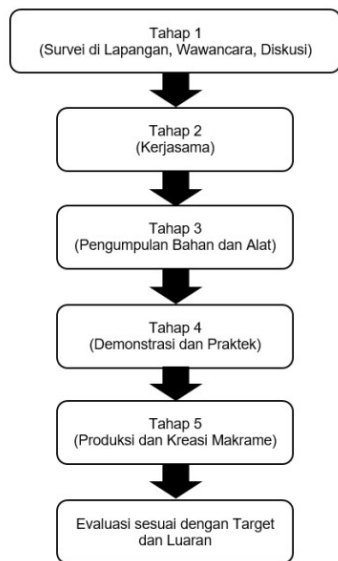 Tahap 1
(Survei di Lapangan, Wawancara, Diskusi)
Tahap 2
(Kerjasama)
Tahap 3
(Pengumpulan Bahan dan Alat)
Tahap 4
(Demonstrasi dan Praktek)
Tahap 5
(Produksi dan Kreasi Makrame)
Evaluasi sesuai dengan Target
dan Luaran